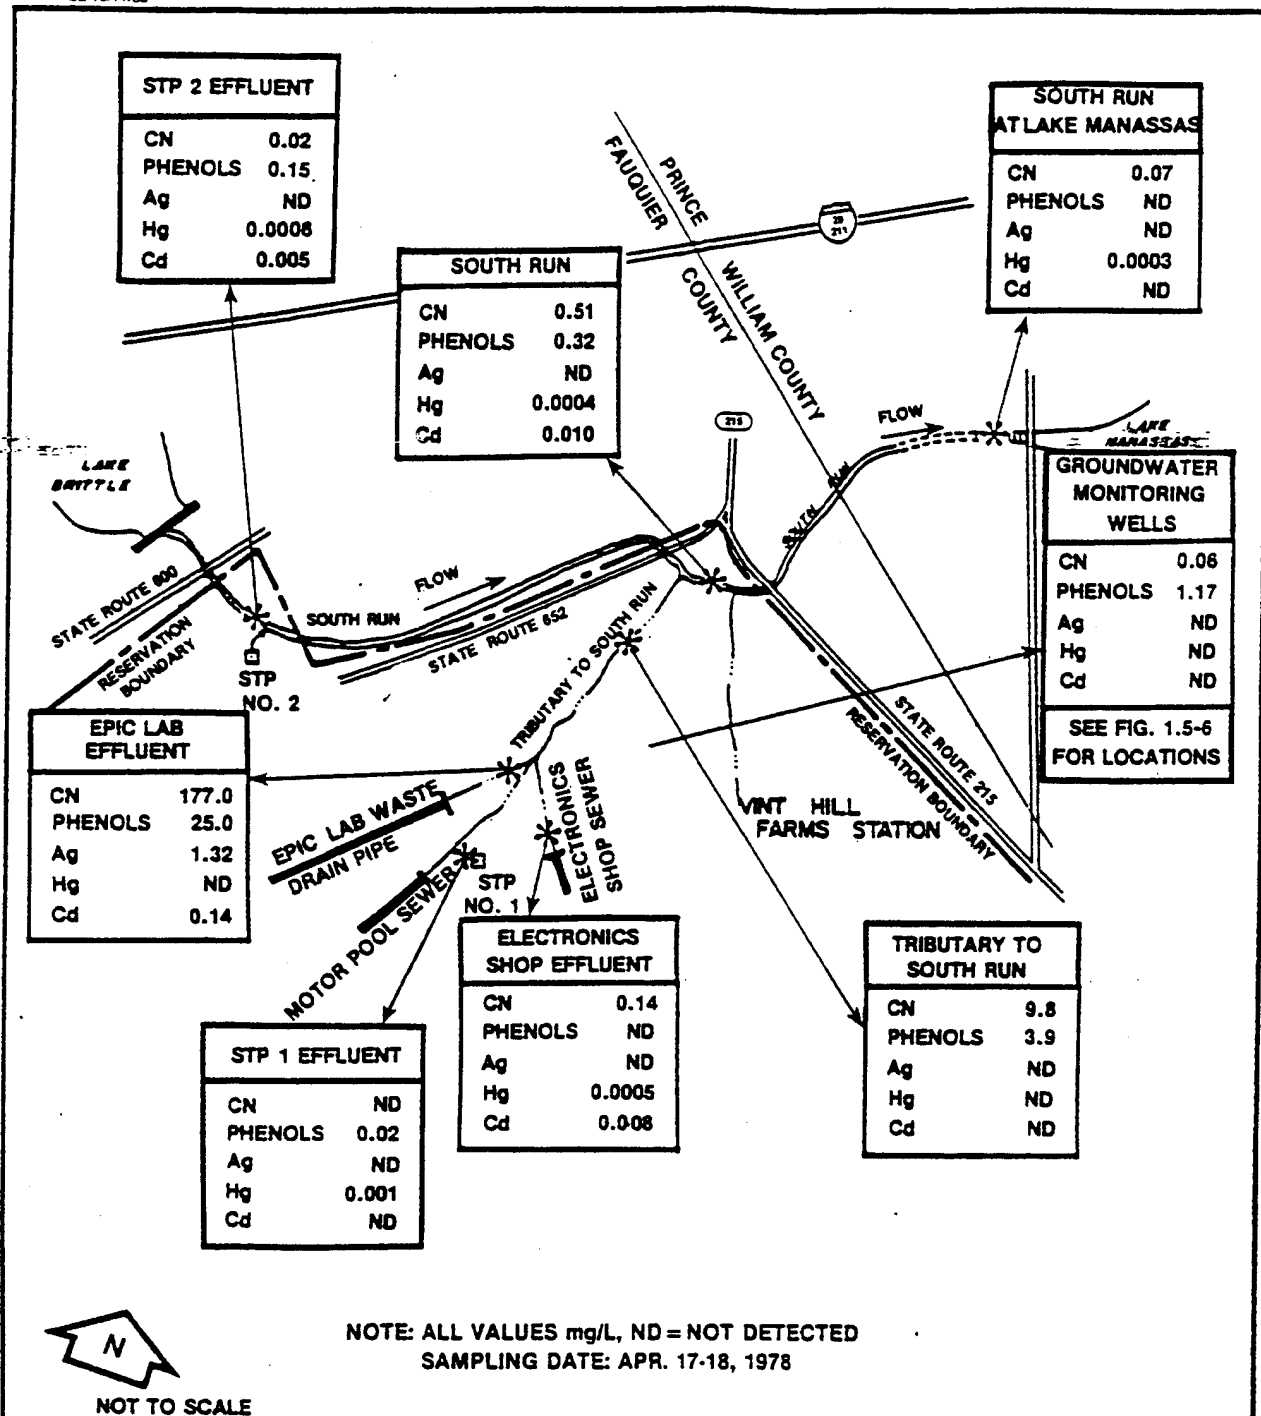 STP 2 EFFLUENT
CN 0.02
PHENOLS 0.15
Ag ND
Hg 0.0006
Cd 0.005
SOUTH RUN
AT LAKE MANASSAS
CN 0.07
PHENOLS ND
Ag ND
Hg 0.0003
Cd ND
PRINCE WILLIAM COUNTY
FAUQUIER COUNTY
29
211
SOUTH RUN
CN 0.51
PHENOLS 0.32
Ag ND
Hg 0.0004
Cd 0.010
215
FLOW
LAKE
MANASSAS
LAKE
BRITTLE
GROUNDWATER
MONITORING
WELLS
CN 0.06
PHENOLS 1.17
Ag ND
Hg ND
Cd ND
SEE FIG. 1.5-6
FOR LOCATIONS
STATE ROUTE 600
RESERVATION
BOUNDARY
STP
NO. 2
SOUTH RUN
FLOW
STATE ROUTE 652
TRIBUTARY TO SOUTH RUN
STATE ROUTE 215
RESERVATION BOUNDARY
VINT HILL
FARMS STATION
EPIC LAB
EFFLUENT
CN 177.0
PHENOLS 25.0
Ag 1.32
Hg ND
Cd 0.14
EPIC LAB WASTE
DRAIN PIPE
MOTOR POOL SEWER
STP
NO. 1
ELECTRONICS
SHOP SEWER
ELECTRONICS
SHOP EFFLUENT
CN 0.14
PHENOLS ND
Ag ND
Hg 0.0005
Cd 0.008
TRIBUTARY TO
SOUTH RUN
CN 9.8
PHENOLS 3.9
Ag ND
Hg ND
Cd ND
STP 1 EFFLUENT
CN ND
PHENOLS 0.02
Ag ND
Hg 0.001
Cd ND
N
NOT TO SCALE
NOTE: ALL VALUES mg/L, ND = NOT DETECTED
SAMPLING DATE: APR. 17-18, 1978